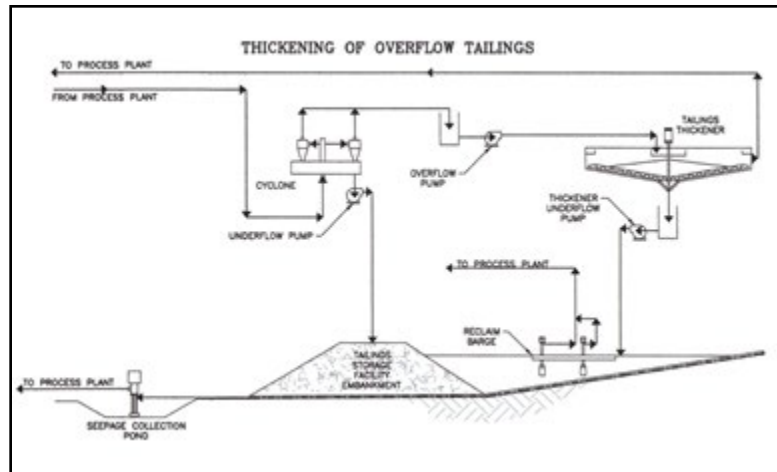 THICKENING OF OVERFLOW TAILINGS
TO PROCESS PLANT
FROM PROCESS PLANT
TAILINGS
THICKENER
CYCLONE
OVERFLOW
PUMP
UNDERFLOW PUMP
THICKENER
UNDERFLOW
PUMP
TO PROCESS PLANT
RECLAIM
BARGE
TAILINGS
STORAGE
FACILITY
EMBANKMENT
TO PROCESS PLANT
SEEPAGE COLLECTION
POND